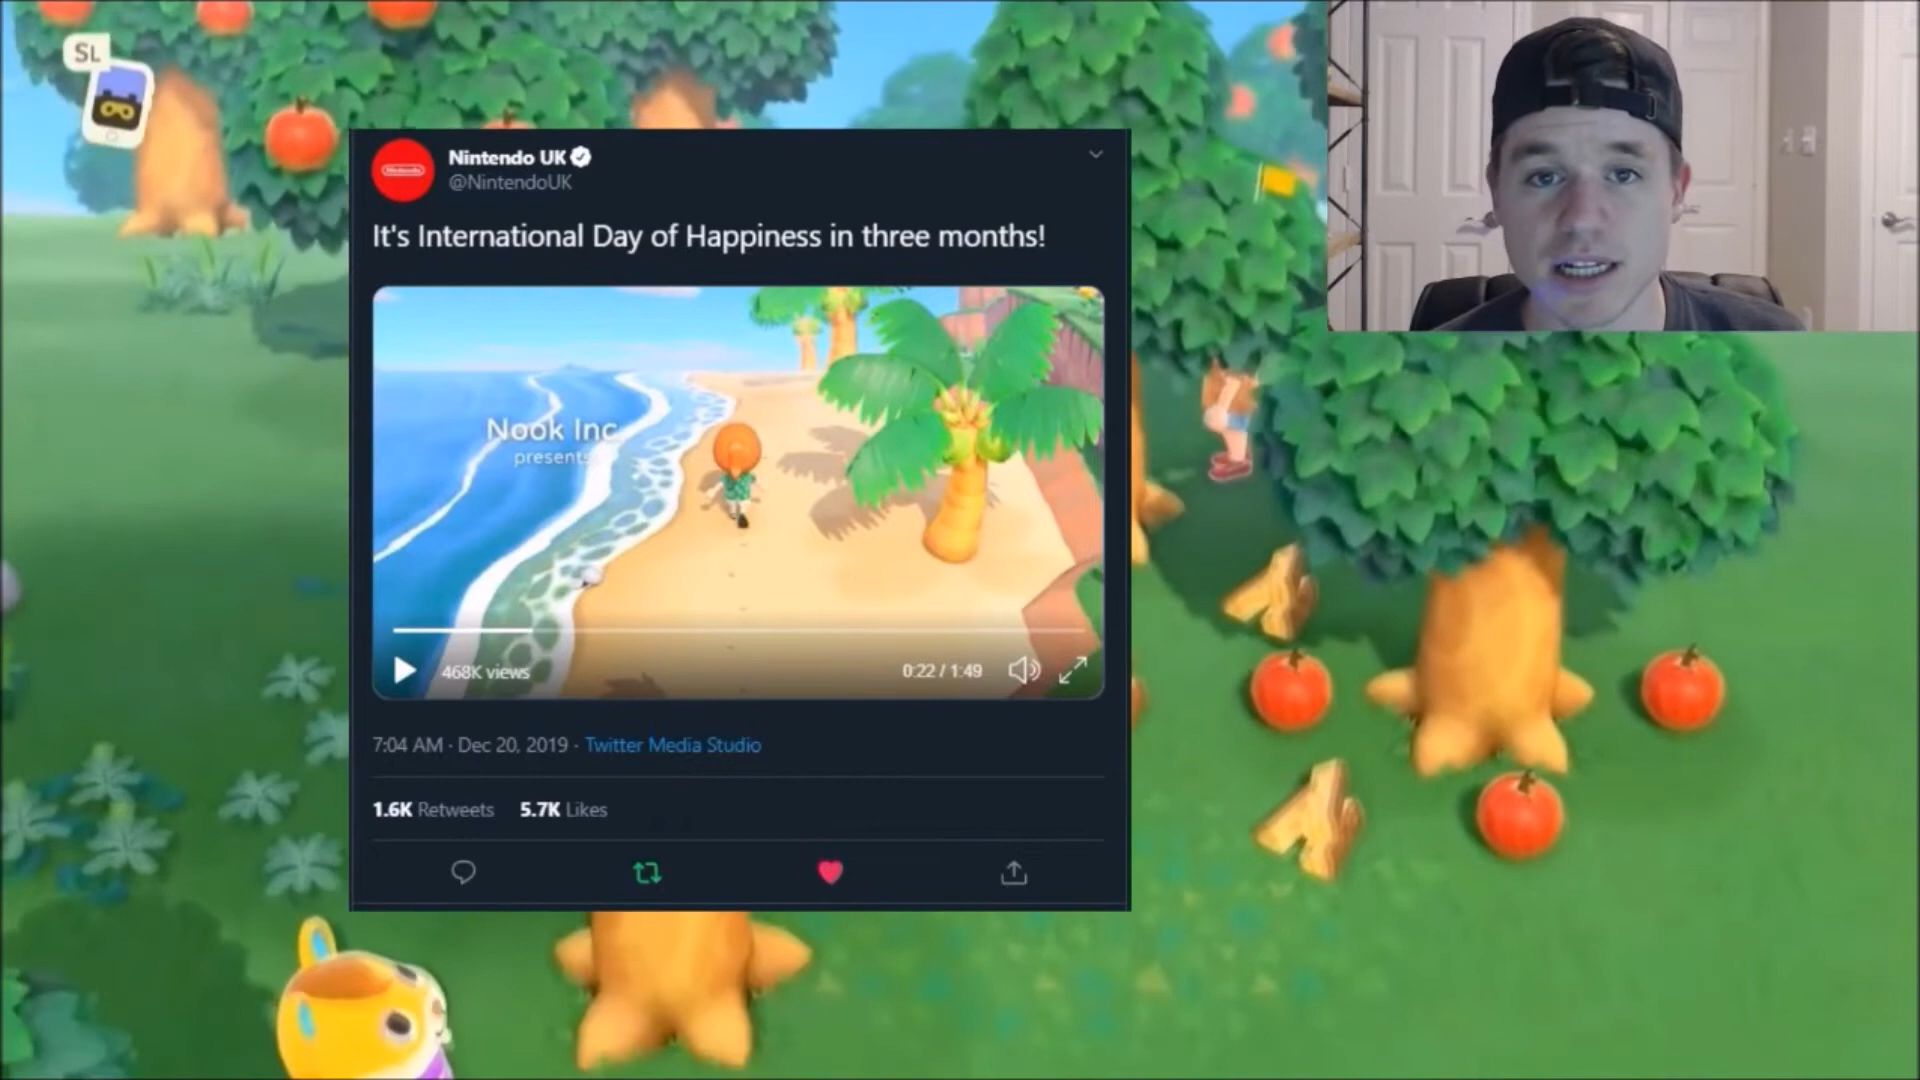 SL
Nintendo UK
@NintendoUK
Nintendo
It's International Day of Happiness in three months!
Nook Inc.
presents
468K views
0:22 / 1:49
7:04 AM · Dec 20, 2019 · Twitter Media Studio
1.6K Retweets 5.7K Likes